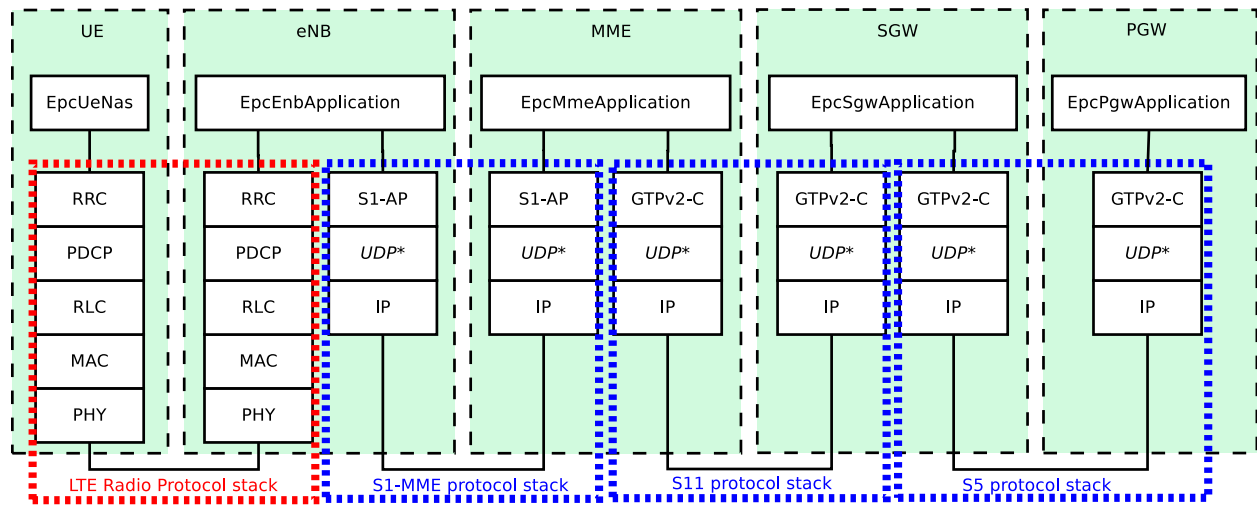 UE eNB MME SGW PGW
EpcUeNas EpcEnbApplication EpcMmeApplication EpcSgwApplication EpcPgwApplication
RRC RRC S1-AP S1-AP GTPv2-C GTPv2-C GTPv2-C GTPv2-C
PDCP PDCP UDP* UDP* UDP* UDP* UDP* UDP*
RLC RLC IP IP IP IP IP IP
MAC MAC
PHY PHY
LTE Radio Protocol stack S1-MME protocol stack S11 protocol stack S5 protocol stack